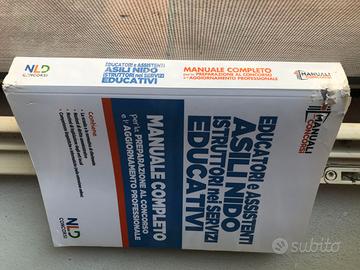 NLD
CONCORSI
EDUCATORI e ASSISTENTI
ASILI NIDO
ISTRUTTORI nei SERVIZI
EDUCATIVI
MANUALE COMPLETO
per la PREPARAZIONE AL CONCORSO
e l'AGGIORNAMENTO PROFESSIONALE
MANUALI
CONCORSI
MANUALI
CONCORSI
EDUCATORI e ASSISTENTI
ASILI NIDO
ISTRUTTORI nei SERVIZI
EDUCATIVI
MANUALE COMPLETO
per la PREPARAZIONE AL CONCORSO
e l'AGGIORNAMENTO PROFESSIONALE
Contiene
NLD
CONCORSI
subito